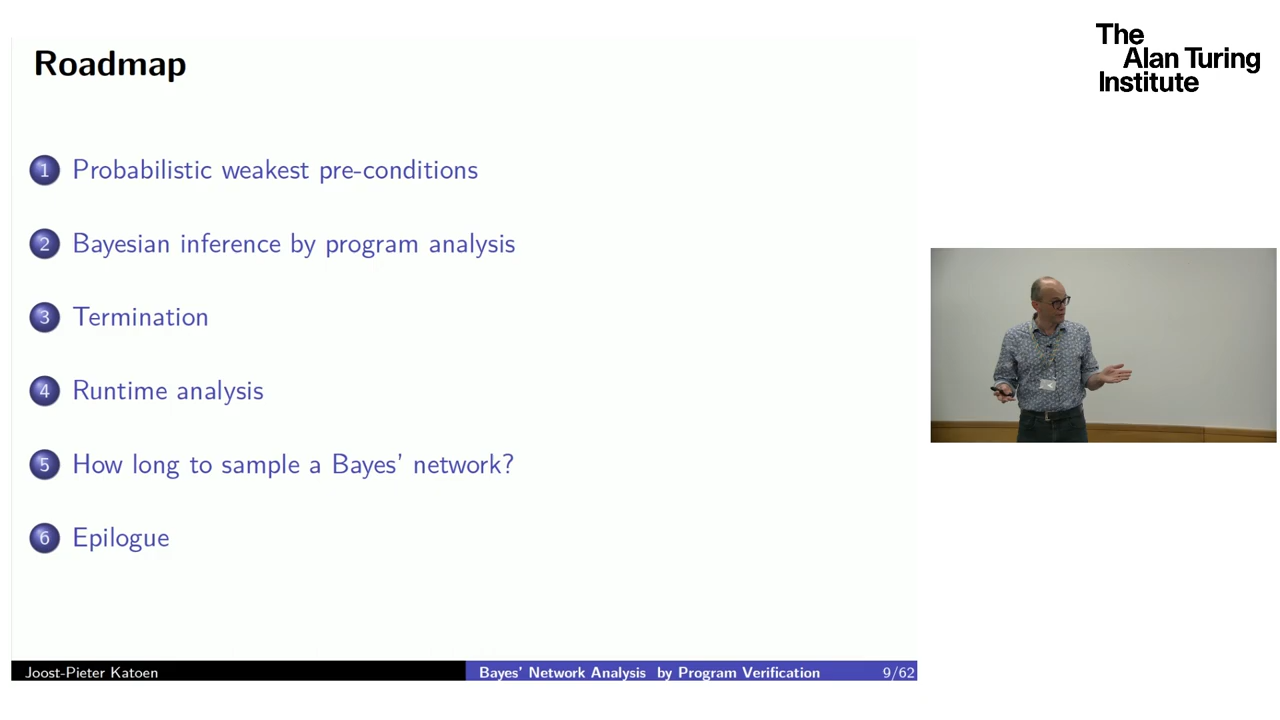 Roadmap
The
Alan Turing
Institute
1 Probabilistic weakest pre-conditions
2 Bayesian inference by program analysis
3 Termination
4 Runtime analysis
5 How long to sample a Bayes' network?
6 Epilogue
Joost-Pieter Katoen
Bayes' Network Analysis by Program Verification
9/62